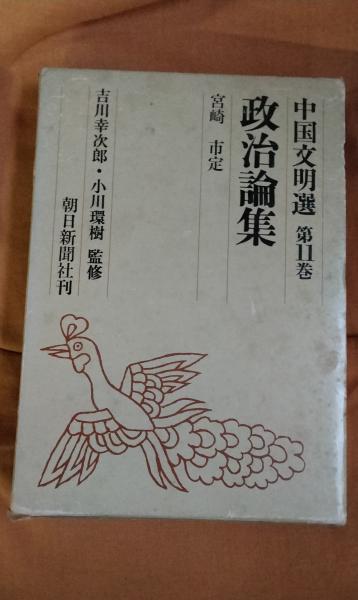 中国文明選 第11巻
政治論集
宮崎 市定
吉川幸次郎・小川環樹 監修
朝日新聞社刊